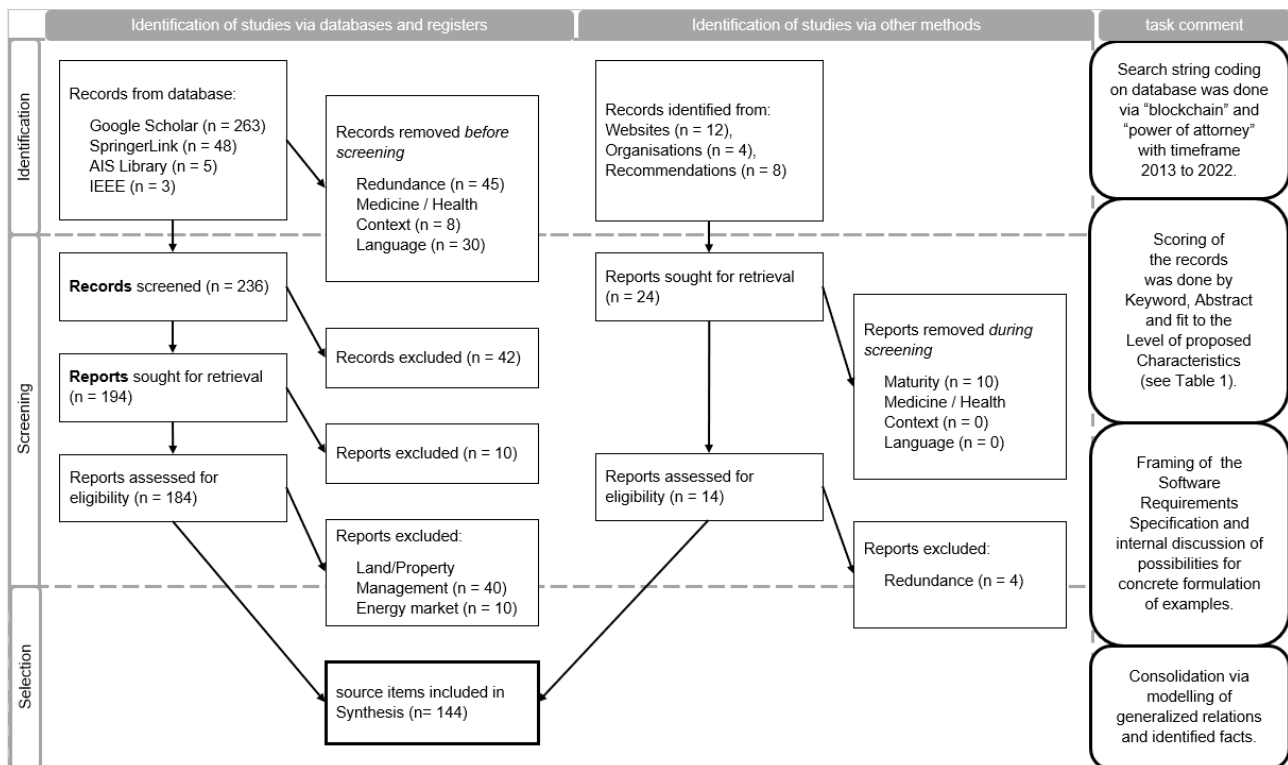 Identification of studies via databases and registers
Identification of studies via other methods
task comment
Identification
Records from database:
Google Scholar (n = 263)
SpringerLink (n = 48)
AIS Library (n = 5)
IEEE (n = 3)
Records removed before
screening
Redundance (n = 45)
Medicine / Health
Context (n = 8)
Language (n = 30)
Records identified from:
Websites (n = 12),
Organisations (n = 4),
Recommendations (n = 8)
Search string coding
on database was done
via “blockchain” and
“power of attorney”
with timeframe
2013 to 2022.
Screening
Records screened (n = 236)
Records excluded (n = 42)
Reports sought for retrieval
(n = 194)
Reports excluded (n = 10)
Reports assessed for
eligibility (n = 184)
Reports excluded:
Land/Property
Management (n = 40)
Energy market (n = 10)
Reports sought for retrieval
(n = 24)
Reports removed during
screening
Maturity (n = 10)
Medicine / Health
Context (n = 0)
Language (n = 0)
Reports assessed for
eligibility (n = 14)
Reports excluded:
Redundance (n = 4)
Scoring of
the records
was done by
Keyword, Abstract
and fit to the
Level of proposed
Characteristics
(see Table 1).
Framing of the
Software
Requirements
Specification and
internal discussion of
possibilities for
concrete formulation
of examples.
Selection
source items included in
Synthesis (n= 144)
Consolidation via
modelling of
generalized relations
and identified facts.